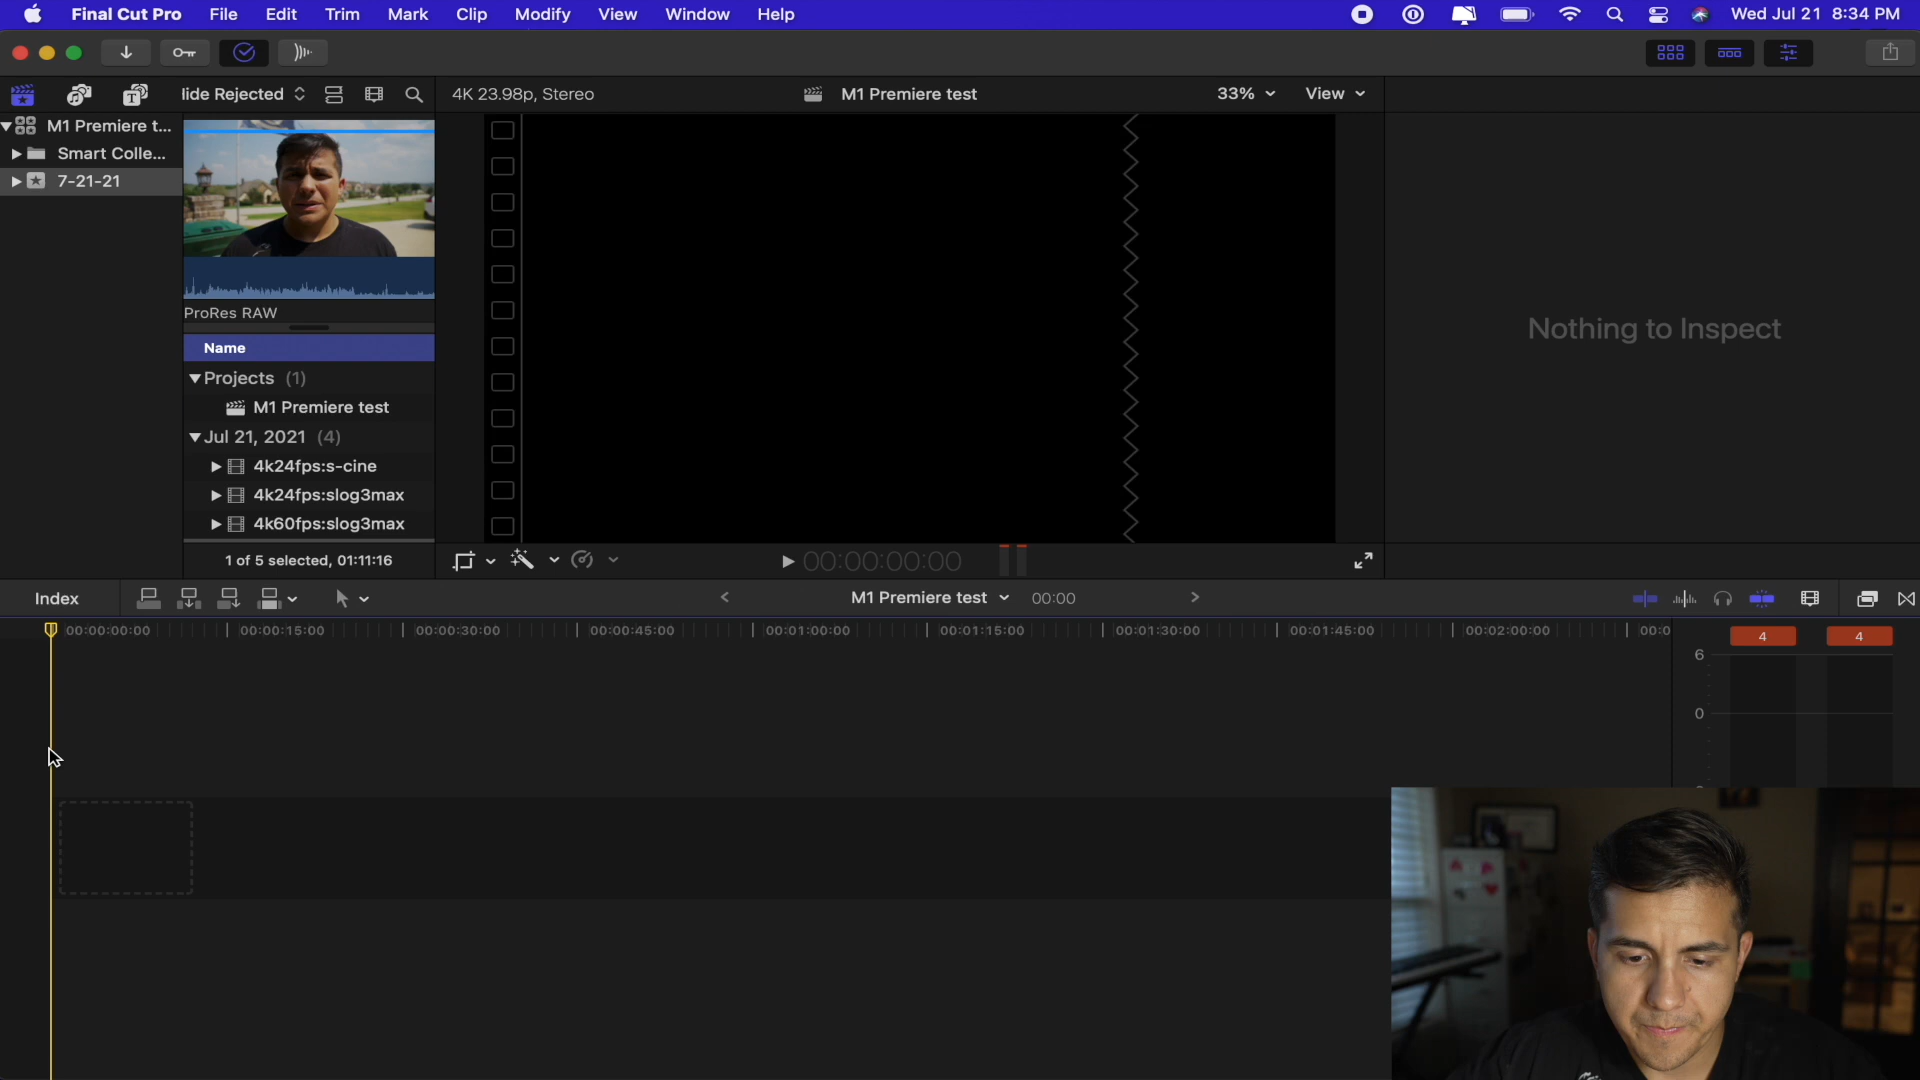 Final Cut Pro File Edit Trim Mark Clip Modify View Window Help Wed Jul 21 8:34 PM
lide Rejected
4K 23.98p, Stereo
M1 Premiere test
33%
View
M1 Premiere t...
Smart Colle...
7-21-21
ProRes RAW
Name
Projects (1)
M1 Premiere test
Jul 21, 2021 (4)
4k24fps:s-cine
4k24fps:slog3max
4k60fps:slog3max
1 of 5 selected, 01:11:16
00:00:00:00
Nothing to Inspect
Index
M1 Premiere test
00:00
00:00:00:00 00:00:15:00 00:00:30:00 00:00:45:00 00:01:00:00 00:01:15:00 00:01:30:00 00:01:45:00 00:02:00:00 00:0
4 4
6
0